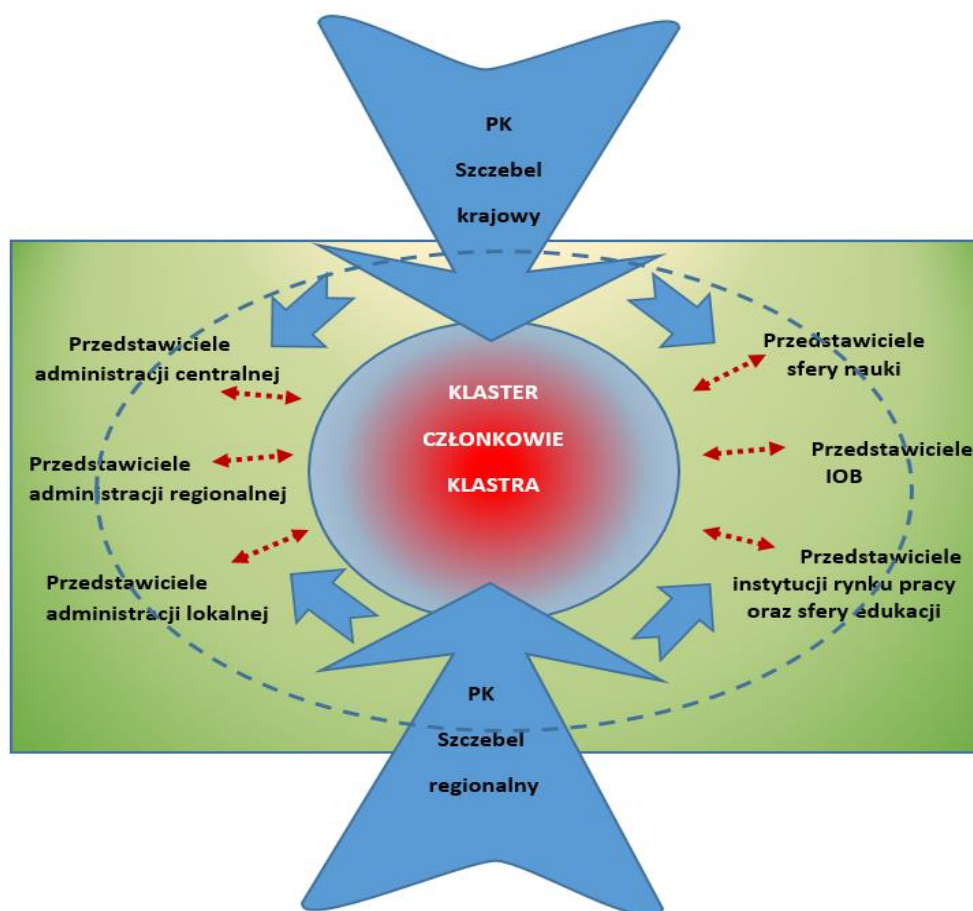 PK
Szczebel
krajowy
Przedstawiciele
administracji centralnej
Przedstawiciele
administracji regionalnej
Przedstawiciele
administracji lokalnej
KLASTER
CZŁONKOWIE
KLASTRA
Przedstawiciele
sfery nauki
Przedstawiciele
IOB
Przedstawiciele
instytucji rynku pracy
oraz sfery edukacji
PK
Szczebel
regionalny